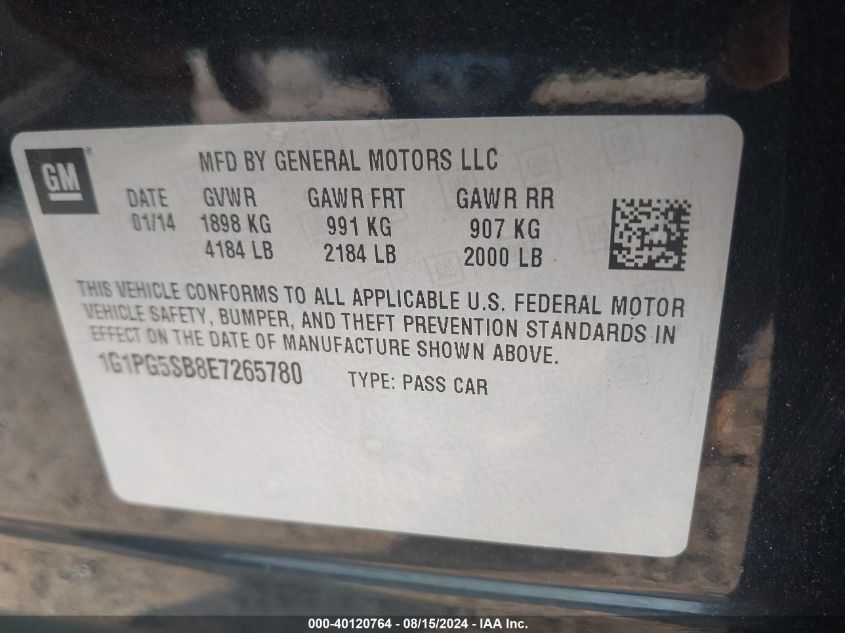 GM
MFD BY GENERAL MOTORS LLC
DATE GVWR GAWR FRT GAWR RR
01/14 1898 KG 991 KG 907 KG
4184 LB 2184 LB 2000 LB
THIS VEHICLE CONFORMS TO ALL APPLICABLE U.S. FEDERAL MOTOR
VEHICLE SAFETY, BUMPER, AND THEFT PREVENTION STANDARDS IN
EFFECT ON THE DATE OF MANUFACTURE SHOWN ABOVE.
1G1PG5SB8E7265780 TYPE: PASS CAR
000-40120764 - 08/15/2024 - IAA Inc.